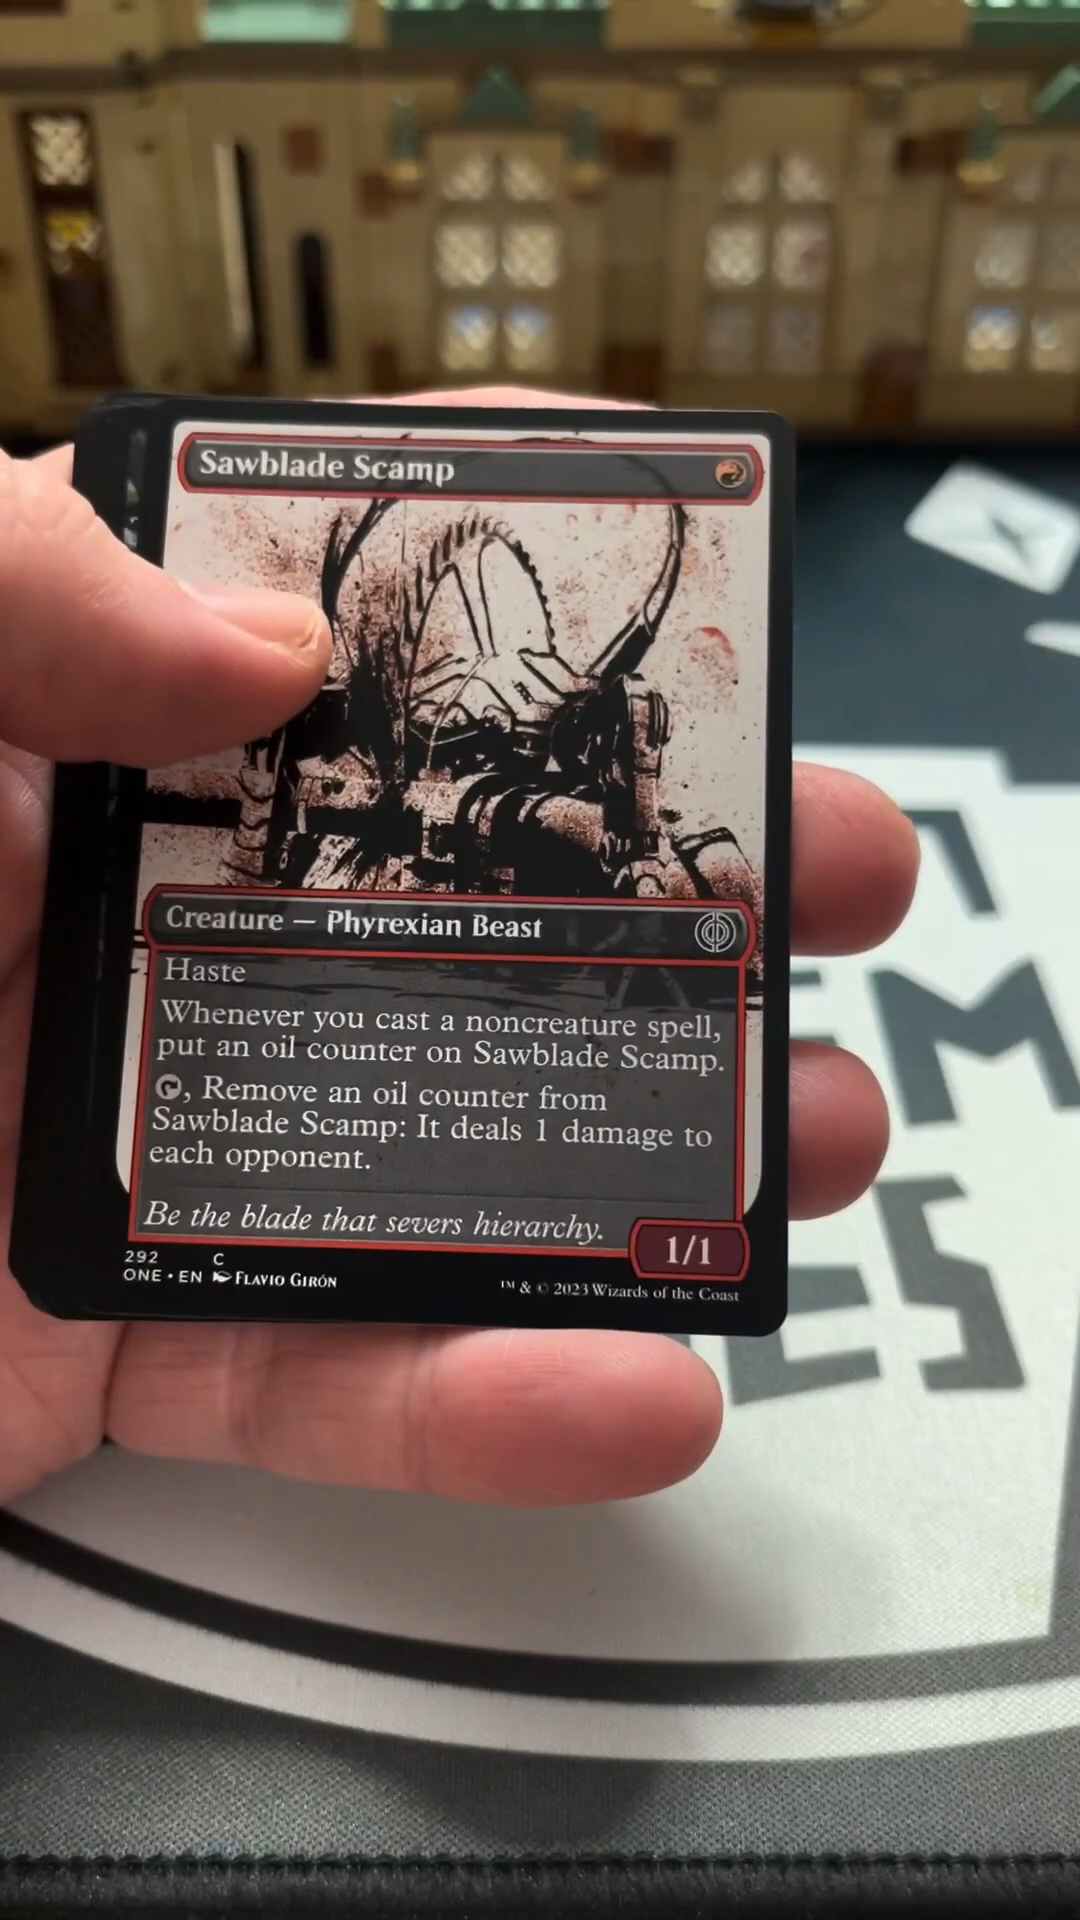 Sawblade Scamp
Creature — Phyrexian Beast
Haste
Whenever you cast a noncreature spell,
put an oil counter on Sawblade Scamp.
, Remove an oil counter from
Sawblade Scamp: It deals 1 damage to
each opponent.
Be the blade that severs hierarchy.
1/1
292 C
ONE • EN FLAVIO GIRÓN
™ & © 2023 Wizards of the Coast